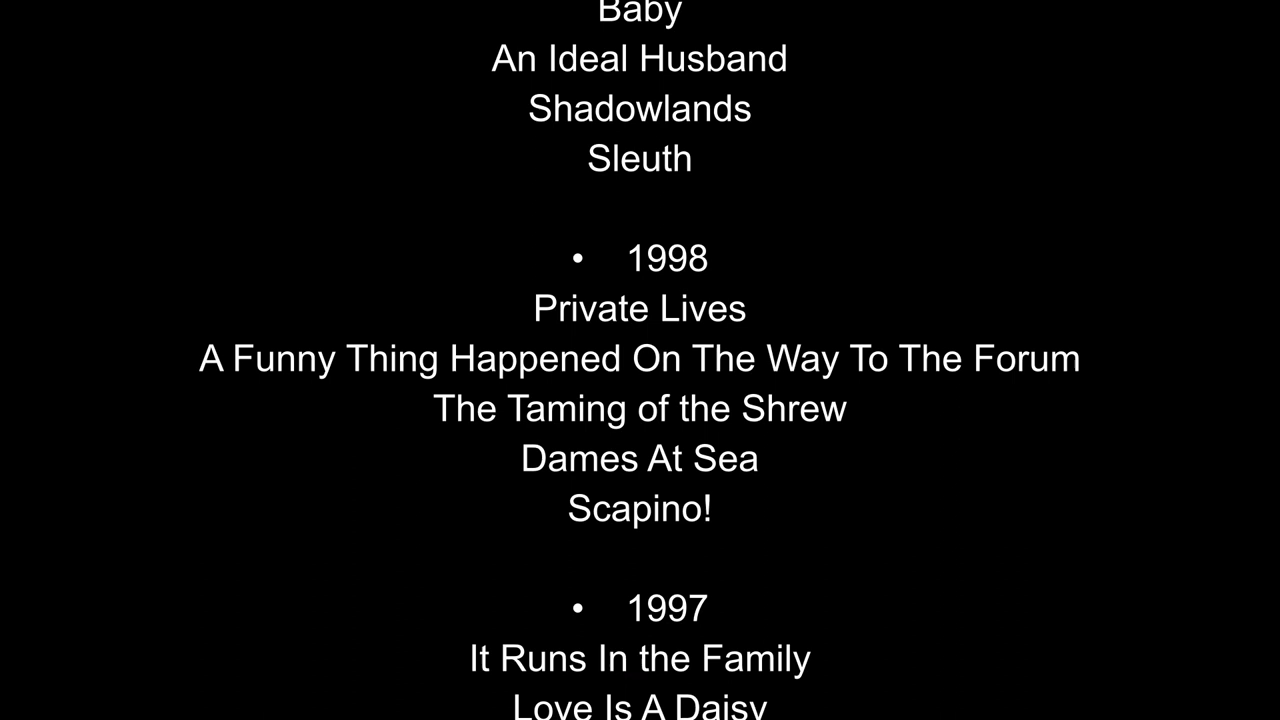 Baby
An Ideal Husband
Shadowlands
Sleuth
• 1998
Private Lives
A Funny Thing Happened On The Way To The Forum
The Taming of the Shrew
Dames At Sea
Scapino!
• 1997
It Runs In the Family
Love Is A Daisy